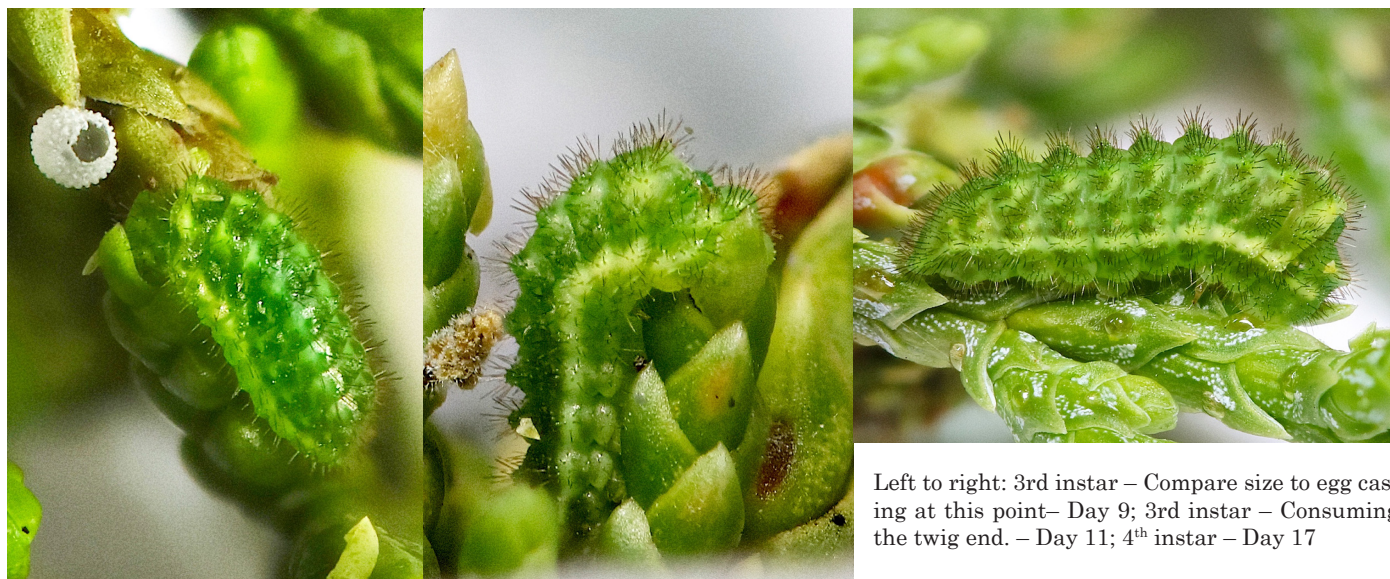 Left to right: 3rd instar – Compare size to egg cas
ing at this point– Day 9; 3rd instar – Consuming
the twig end. – Day 11; 4th instar – Day 17